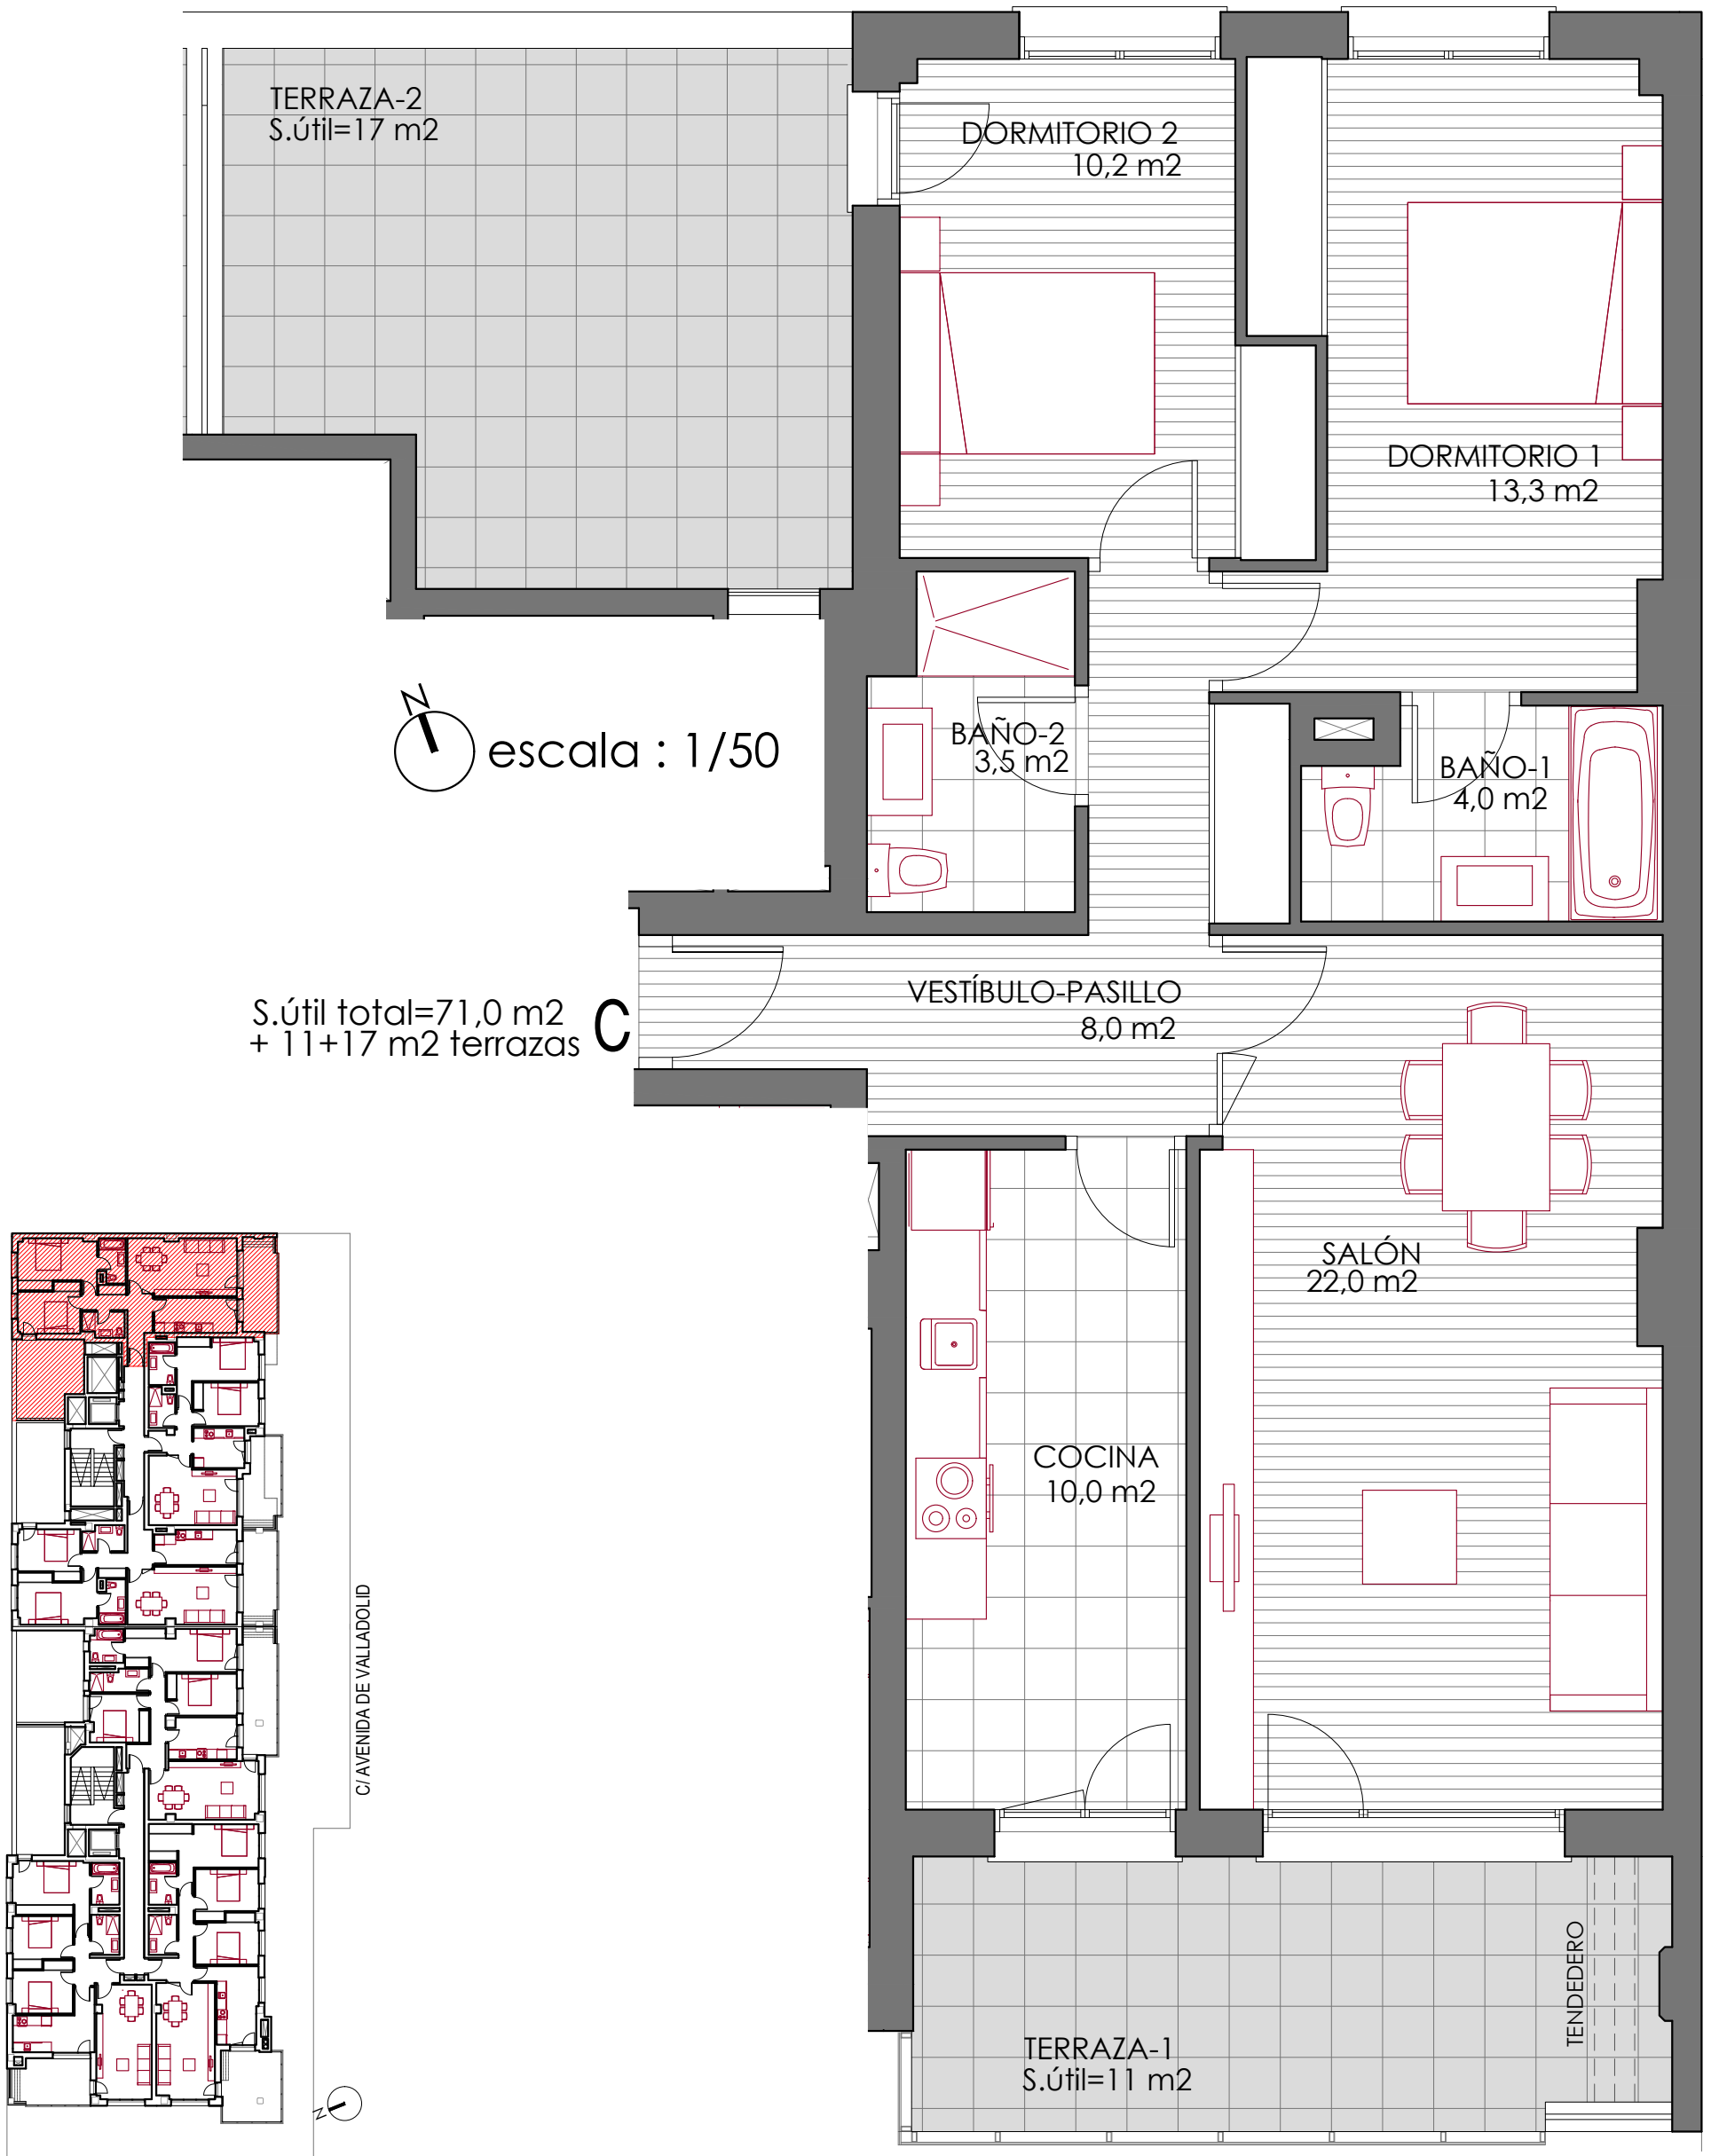 TERRAZA-2
S.útil=17 m2
DORMITORIO 2
10,2 m2
DORMITORIO 1
13,3 m2
N
escala : 1/50
BAÑO-2
3,5 m2
BAÑO-1
4,0 m2
VESTÍBULO-PASILLO
8,0 m2
S.útil total=71,0 m2
+ 11+17 m2 terrazas
C
SALÓN
22,0 m2
COCINA
10,0 m2
C/ AVENIDA DE VALLADOLID
TENDEDERO
TERRAZA-1
S.útil=11 m2
N